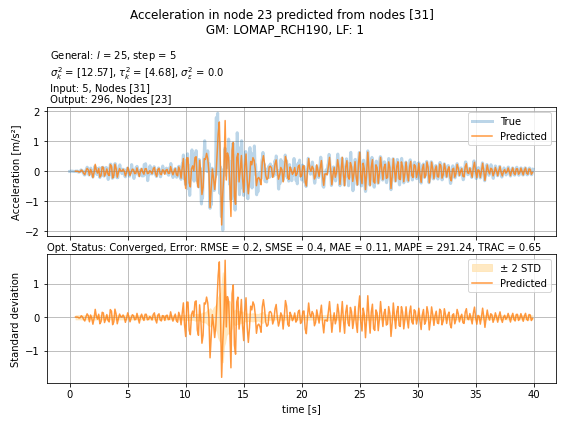 Acceleration in node 23 predicted from nodes [31]
GM: LOMAP_RCH190, LF: 1
General: l = 25, step = 5
σ²ₖ = [12.57], τ²ₖ = [4.68], σ²ε = 0.0
Input: 5, Nodes [31]
Output: 296, Nodes [23]
Acceleration [m/s²]
2
1
0
−1
−2
True
Predicted
Opt. Status: Converged, Error: RMSE = 0.2, SMSE = 0.4, MAE = 0.11, MAPE = 291.24, TRAC = 0.65
Standard deviation
1
0
−1
± 2 STD
Predicted
0 5 10 15 20 25 30 35 40
time [s]